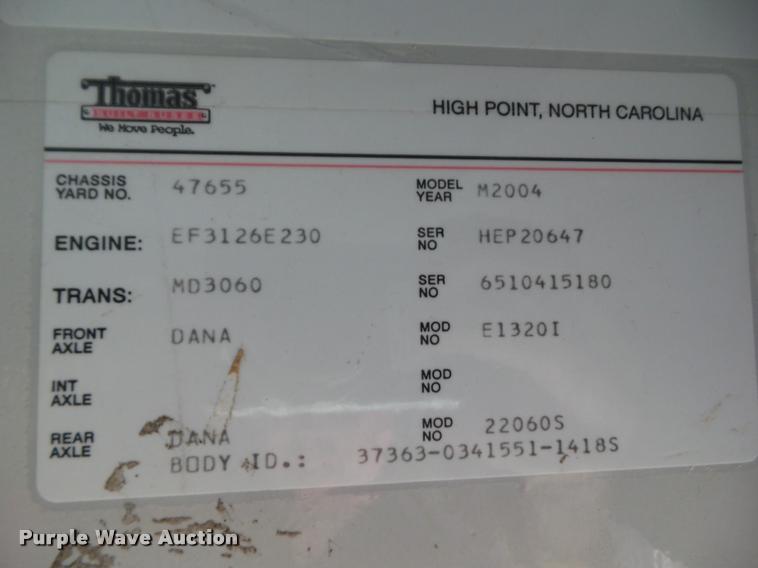 Thomas
BUILT BUSES
We Move People.
HIGH POINT, NORTH CAROLINA
CHASSIS YARD NO. 47655 MODEL YEAR M2004
ENGINE: EF3126E230 SER NO HEP20647
TRANS: MD3060 SER NO 6510415180
FRONT AXLE DANA MOD NO E1320I
INT AXLE MOD NO
REAR AXLE DANA MOD NO 22060S
BODY ID.: 37363-0341551-1418S
Purple Wave Auction